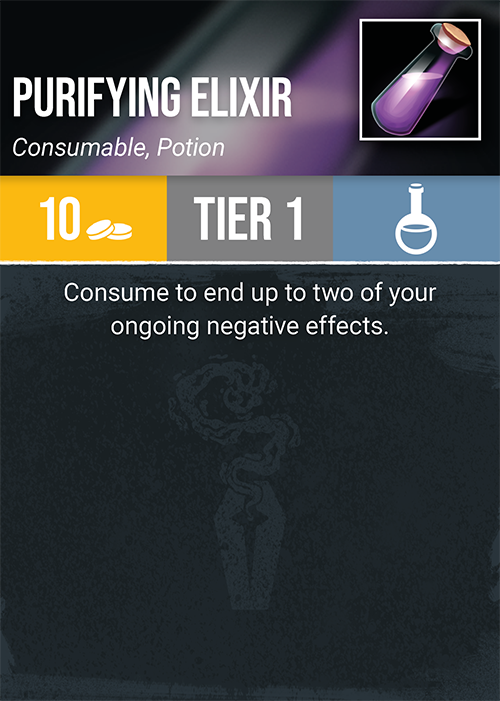 PURIFYING ELIXIR
Consumable, Potion
10
TIER 1
Consume to end up to two of your
ongoing negative effects.